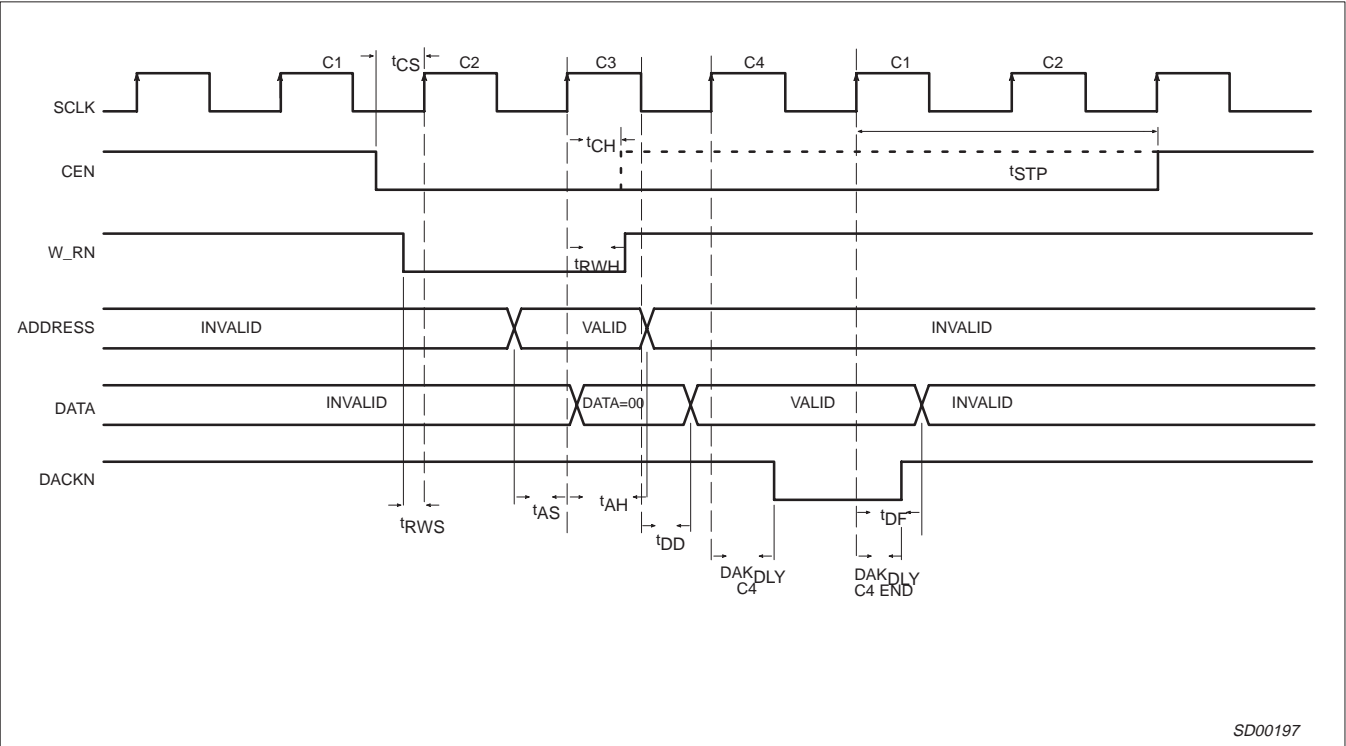 C1
tCS
C2
C3
C4
C1
C2
SCLK
tCH
CEN
tSTP
W_RN
tRWH
ADDRESS
INVALID
VALID
INVALID
DATA
INVALID
DATA=00
VALID
INVALID
DACKN
tRWS
tAS
tAH
tDD
tDF
DAKDLY
C4
DAKDLY
C4 END
SD00197